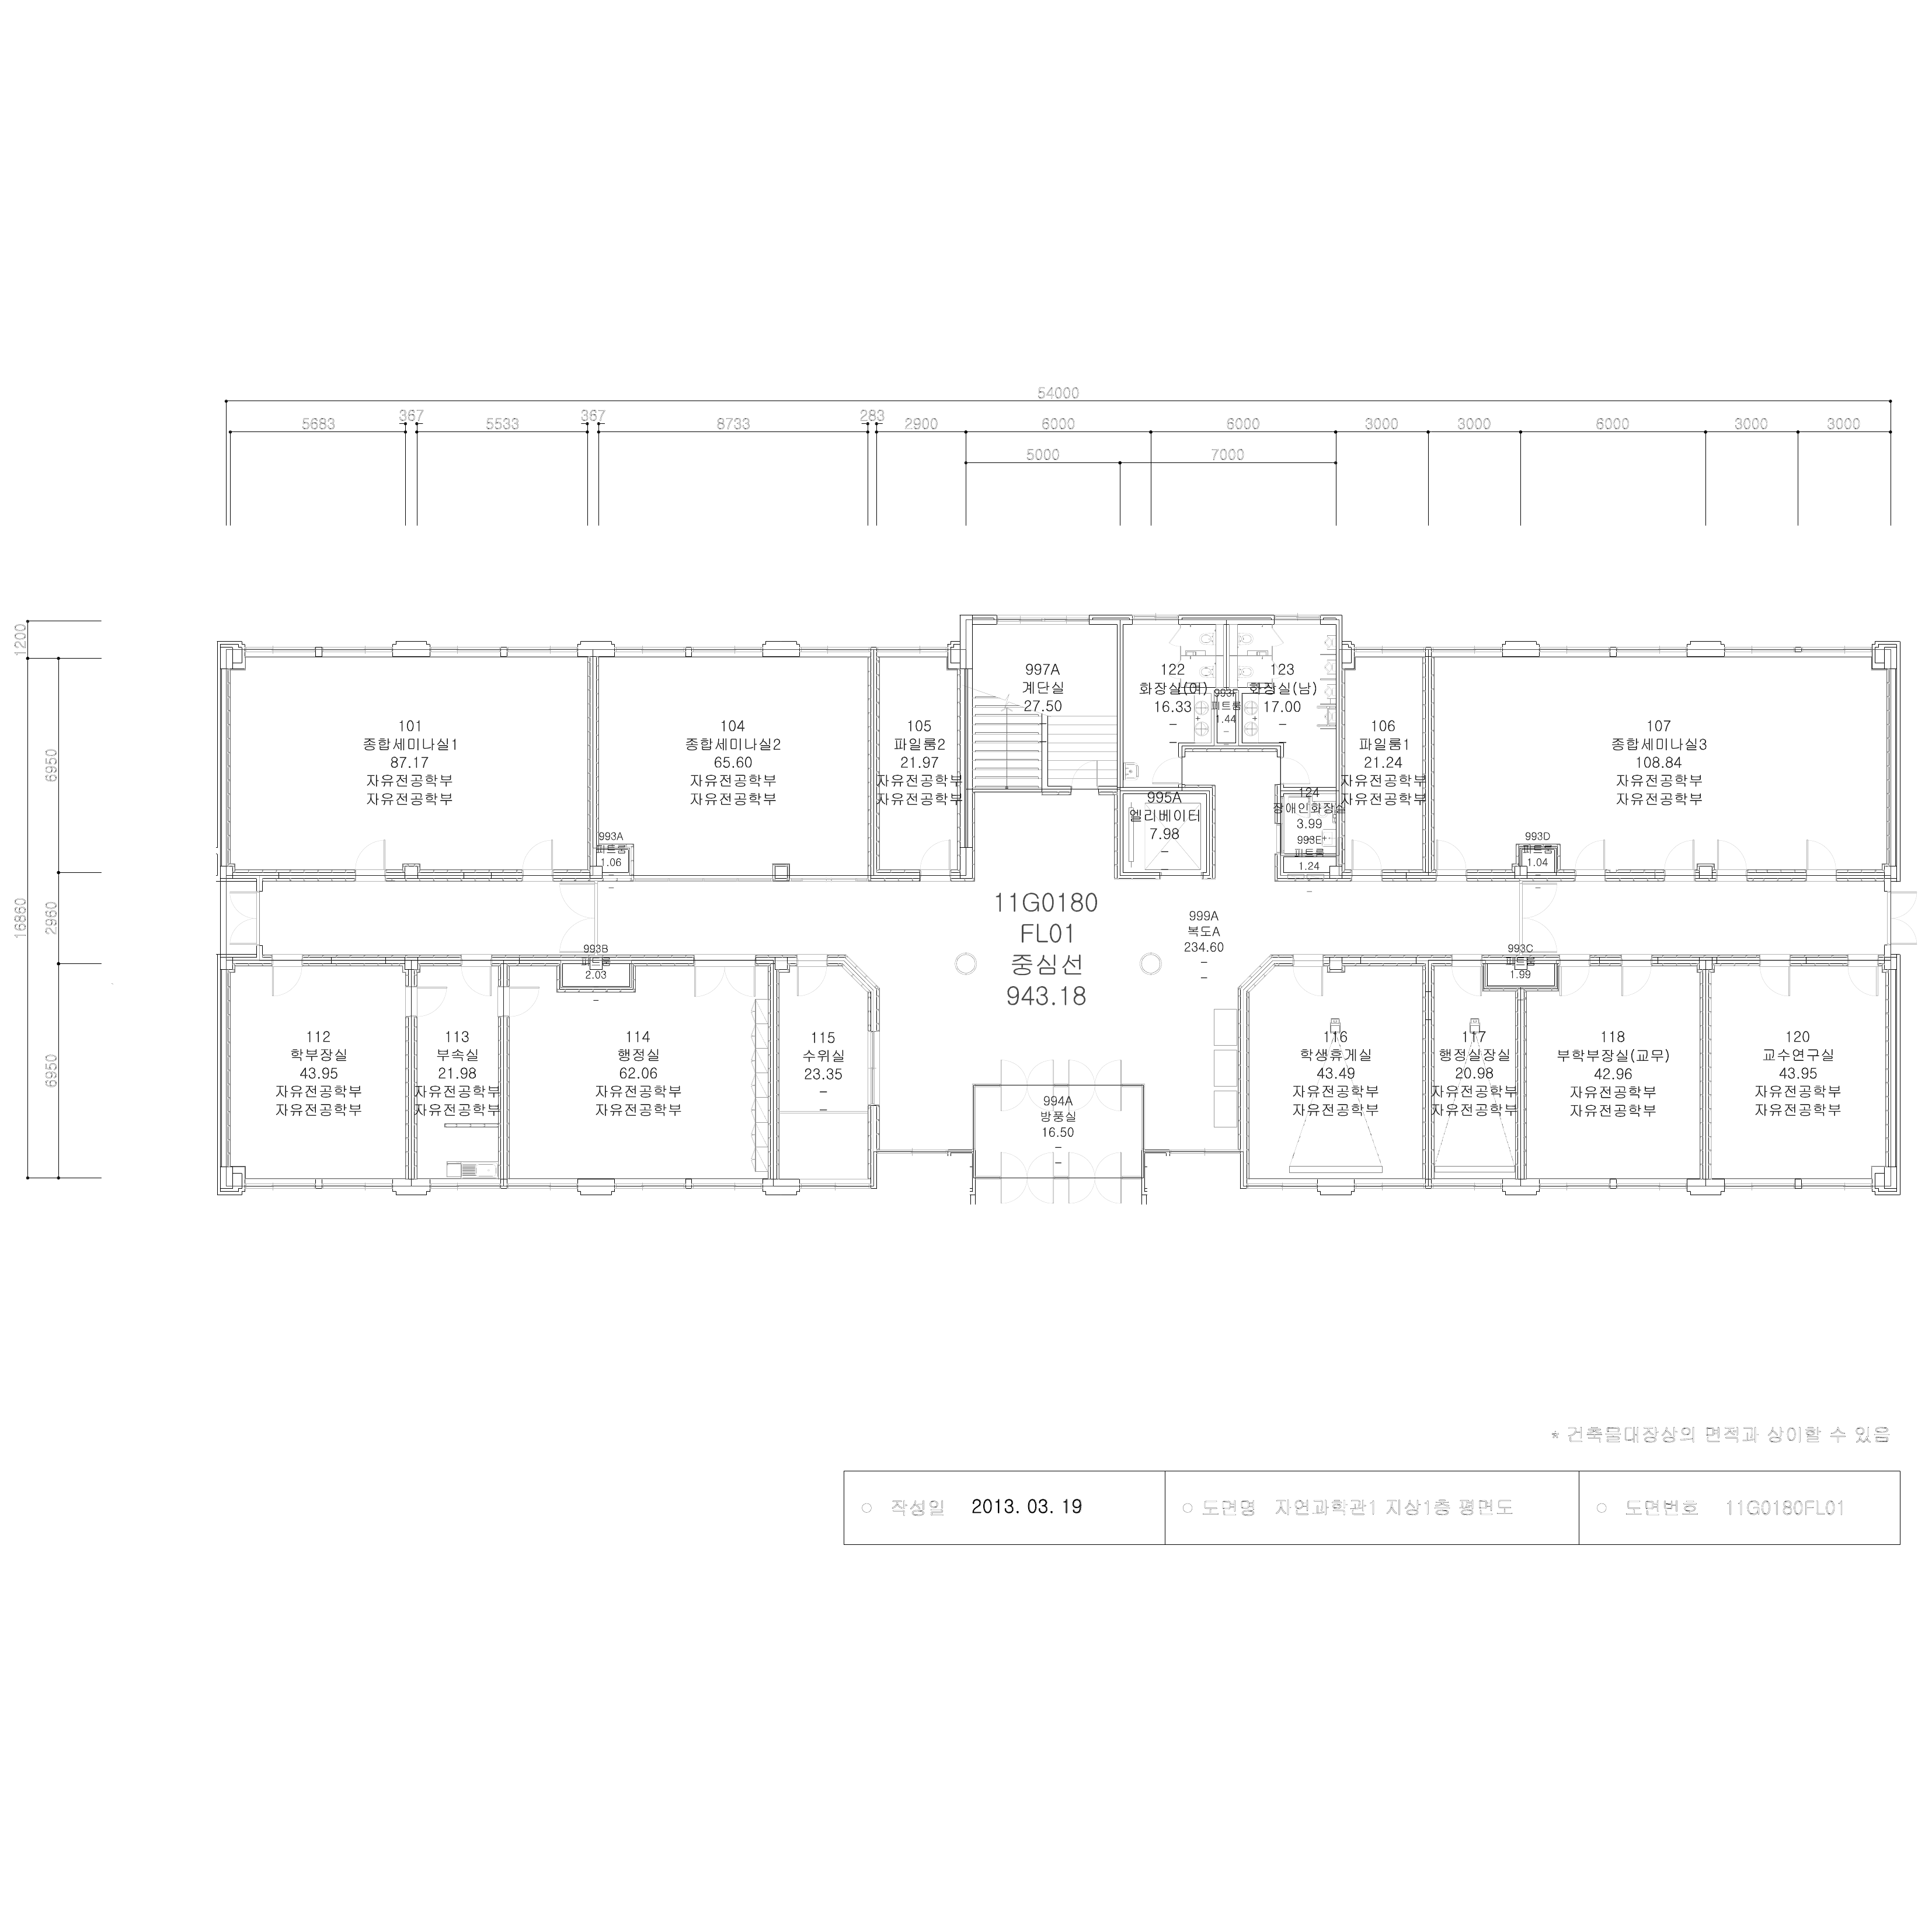 54000
5683
367
5533
367
8733
283
2900
6000
6000
3000
3000
6000
3000
3000
5000
7000
1200
6950
16860
2960
6950
101
종합세미나실1
87.17
자유전공학부
자유전공학부
104
종합세미나실2
65.60
자유전공학부
자유전공학부
105
파일룸2
21.97
자유전공학부
자유전공학부
997A
계단실
27.50
–
122
화장실(여)
16.33
–
993F
피트룸
1.44
–
123
화장실(남)
17.00
–
106
파일룸1
21.24
자유전공학부
자유전공학부
107
종합세미나실3
108.84
자유전공학부
자유전공학부
995A
엘리베이터
7.98
–
124
장애인화장실
3.99
–
993E
피트룸
1.24
–
993A
피트룸
1.06
–
993D
피트룸
1.04
–
11G0180
FL01
중심선
943.18
999A
복도A
234.60
–
–
993B
피트룸
2.03
–
993C
피트룸
1.99
–
112
학부장실
43.95
자유전공학부
자유전공학부
113
부속실
21.98
자유전공학부
자유전공학부
114
행정실
62.06
자유전공학부
자유전공학부
115
수위실
23.35
–
–
994A
방풍실
16.50
–
–
116
학생휴게실
43.49
자유전공학부
자유전공학부
117
행정실장실
20.98
자유전공학부
자유전공학부
118
부학부장실(교무)
42.96
자유전공학부
자유전공학부
120
교수연구실
43.95
자유전공학부
자유전공학부
* 건축물대장상의 면적과 상이할 수 있음
○ 작성일 2013. 03. 19
○ 도면명 자연과학관1 지상1층 평면도
○ 도면번호 11G0180FL01